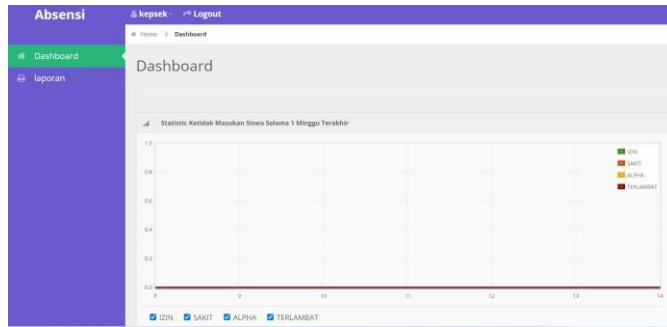 Absensi
kepsek
Logout
Home > Dashboard
Dashboard
laporan
Dashboard
Statistic Ketidak Masukan Siswa Selama 1 Minggu Terakhir
1.0
0.8
0.6
0.4
0.2
0.0
8 9 10 11 12 13 14
IZIN
SAKIT
ALPHA
TERLAMBAT
IZIN SAKIT ALPHA TERLAMBAT